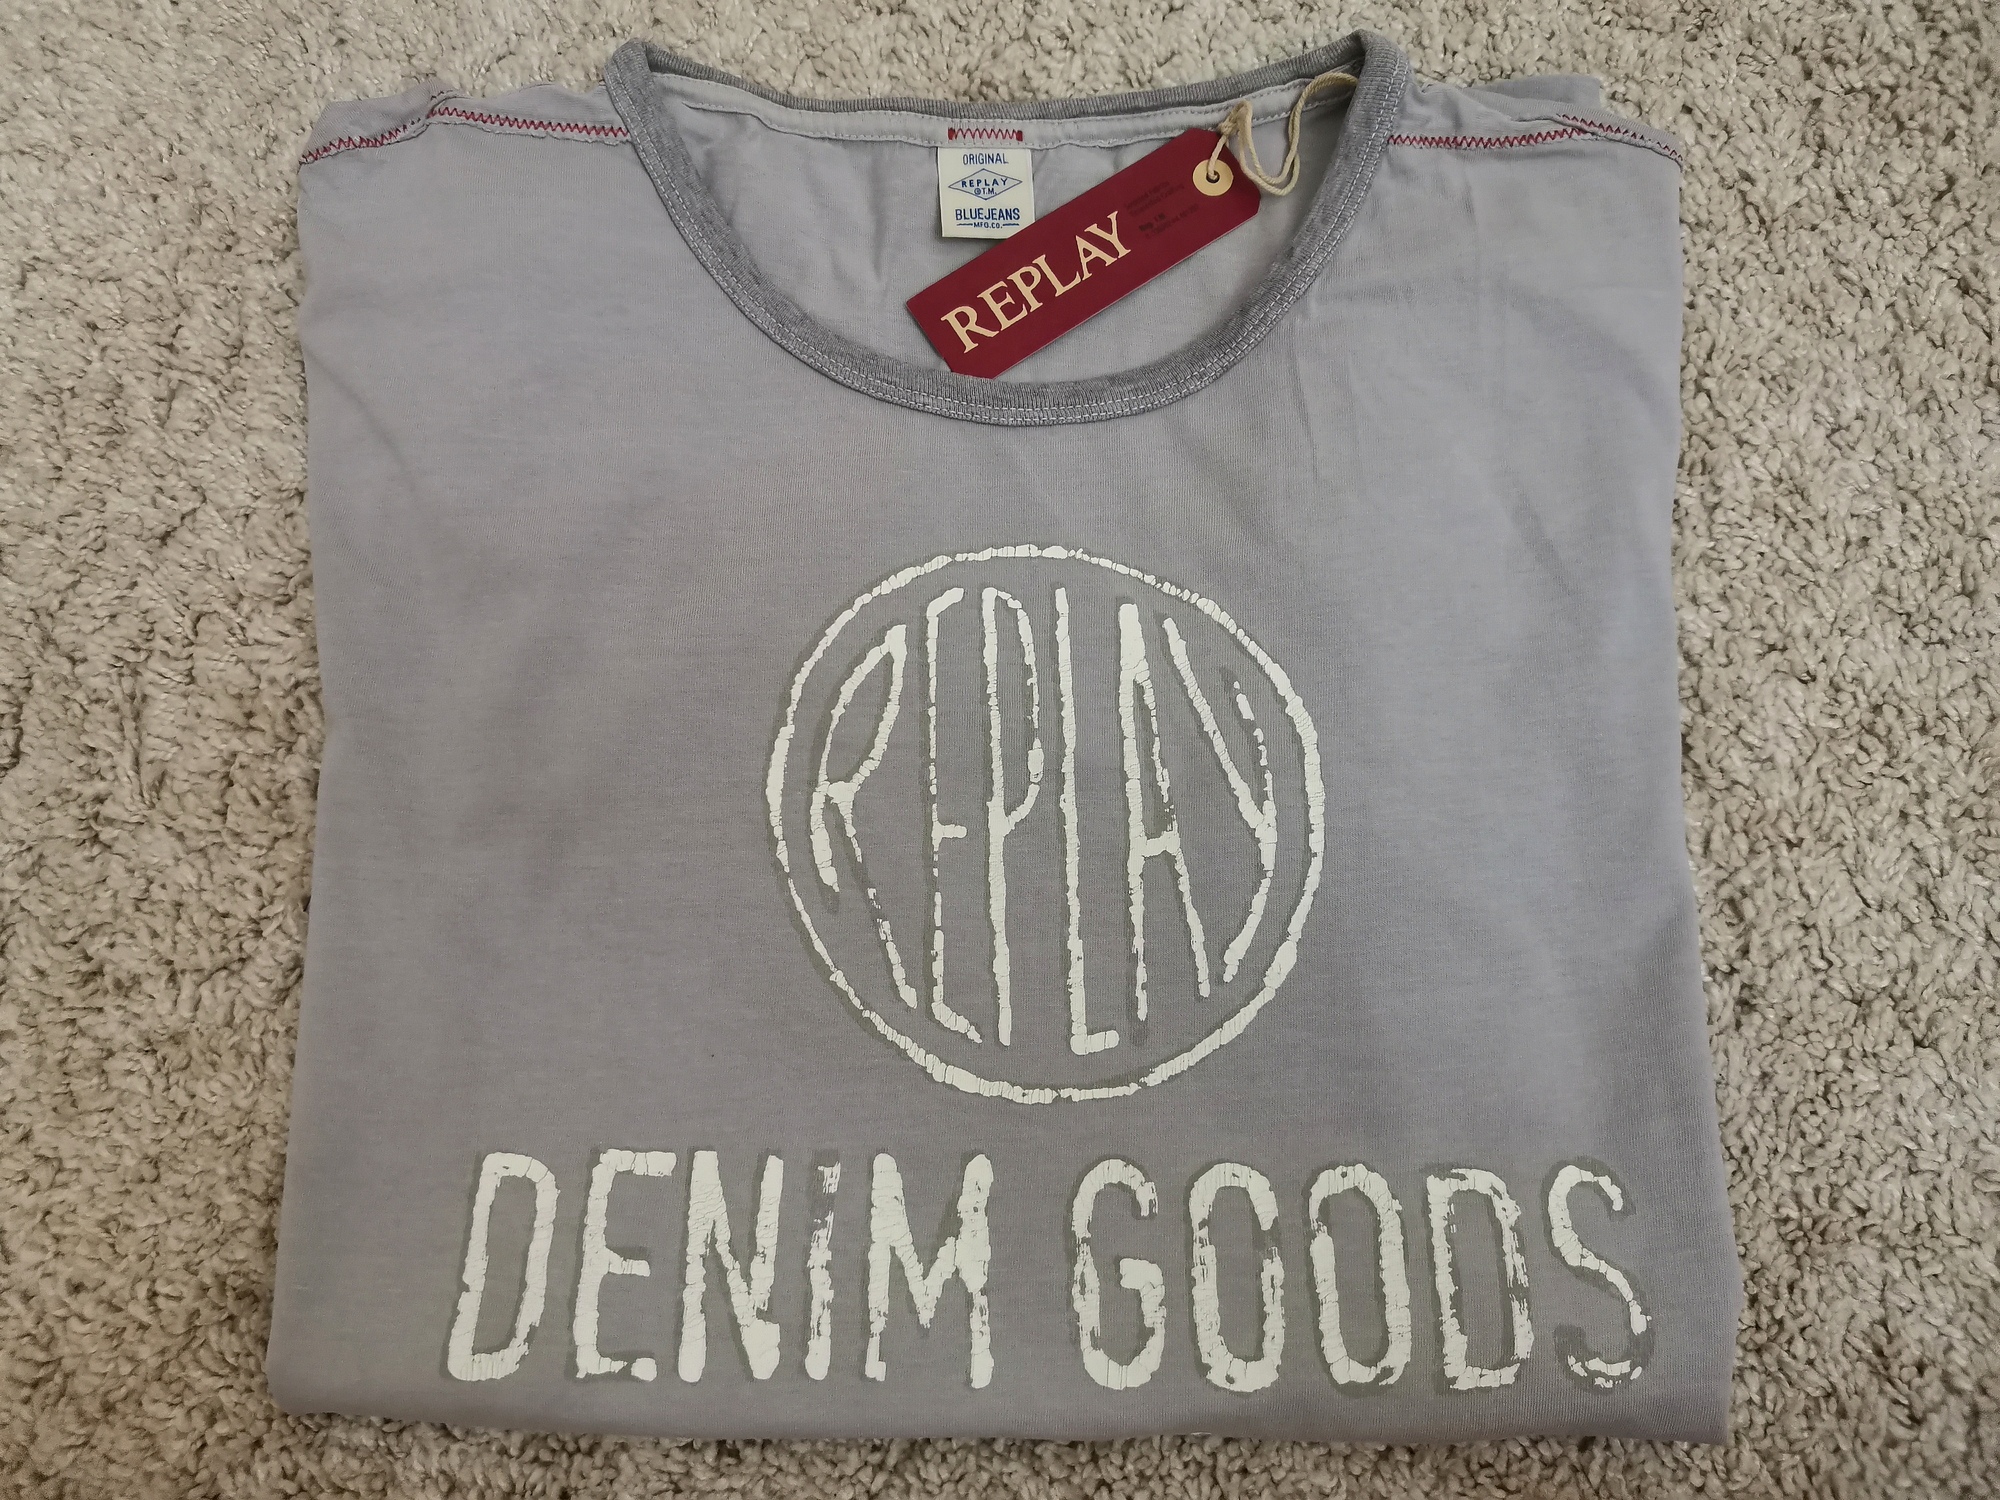 ORIGINAL
REPLAY
@T.M.
BLUEJEANS
MFG.CO.
REPLAY
REPLAY
DENIM GOODS